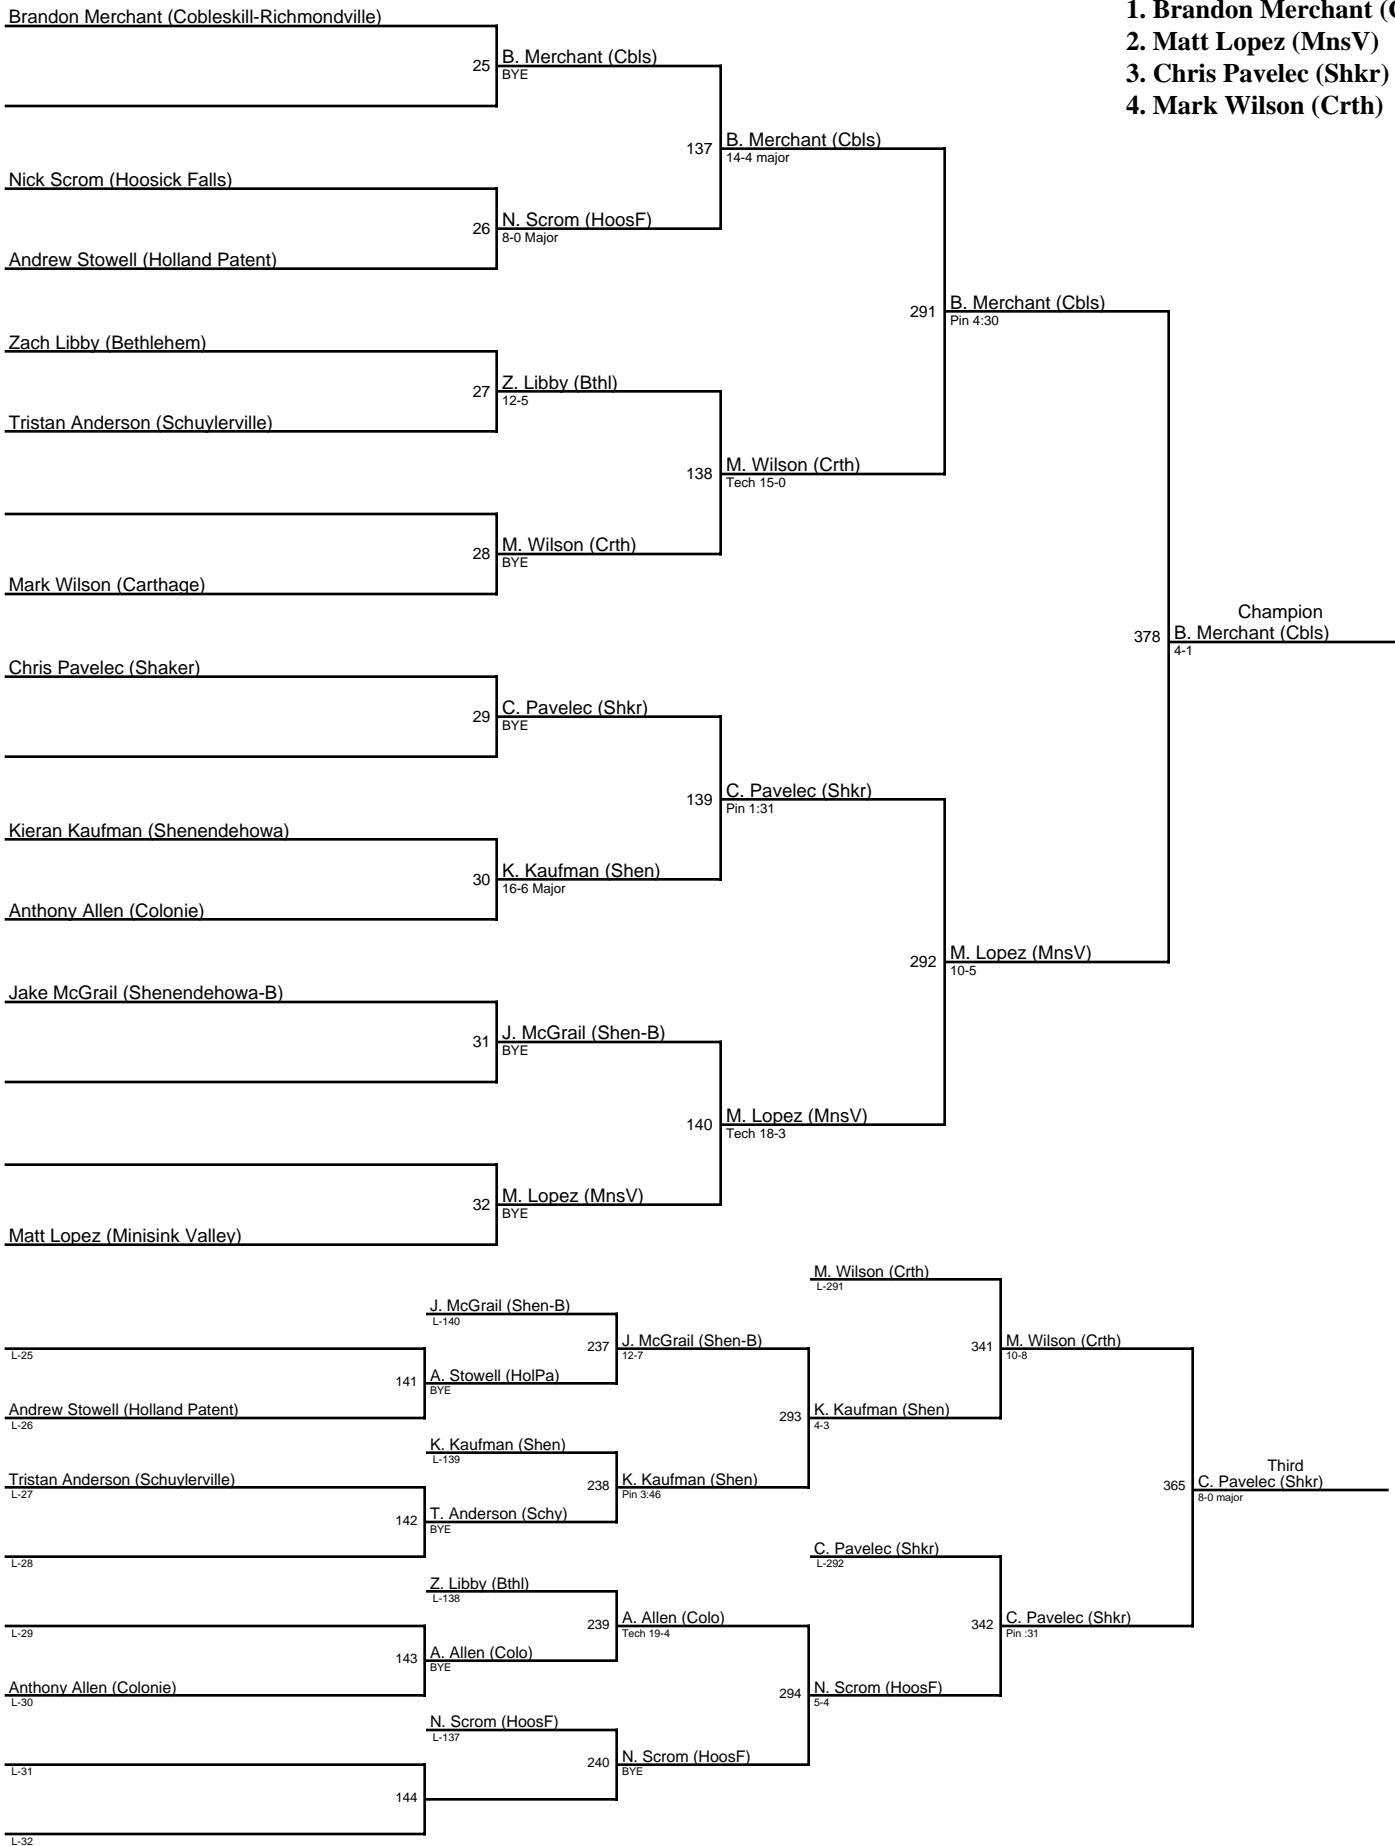 Brandon Merchant (Cobleskill-Richmondville)
1. Brandon Merchant (
2. Matt Lopez (MnsV)
3. Chris Pavelec (Shkr)
4. Mark Wilson (Crth)
25
B. Merchant (Cbls)
BYE
137
B. Merchant (Cbls)
14-4 major
Nick Scrom (Hoosick Falls)
26
N. Scrom (HoosF)
8-0 Major
Andrew Stowell (Holland Patent)
291
B. Merchant (Cbls)
Pin 4:30
Zach Libby (Bethlehem)
27
Z. Libby (Bthl)
12-5
Tristan Anderson (Schuylerville)
138
M. Wilson (Crth)
Tech 15-0
28
M. Wilson (Crth)
BYE
Mark Wilson (Carthage)
Champion
378
B. Merchant (Cbls)
4-1
Chris Pavelec (Shaker)
29
C. Pavelec (Shkr)
BYE
139
C. Pavelec (Shkr)
Pin 1:31
Kieran Kaufman (Shenendehowa)
30
K. Kaufman (Shen)
16-6 Major
Anthony Allen (Colonie)
292
M. Lopez (MnsV)
10-5
Jake McGrail (Shenendehowa-B)
31
J. McGrail (Shen-B)
BYE
140
M. Lopez (MnsV)
Tech 18-3
32
M. Lopez (MnsV)
BYE
Matt Lopez (Minisink Valley)
M. Wilson (Crth)
L-291
J. McGrail (Shen-B)
L-140
237
J. McGrail (Shen-B)
12-7
341
M. Wilson (Crth)
10-8
L-25
141
A. Stowell (HolPa)
BYE
Andrew Stowell (Holland Patent)
L-26
293
K. Kaufman (Shen)
4-3
K. Kaufman (Shen)
L-139
Tristan Anderson (Schuylerville)
L-27
238
K. Kaufman (Shen)
Pin 3:46
Third
365
C. Pavelec (Shkr)
8-0 major
142
T. Anderson (Schy)
BYE
L-28
C. Pavelec (Shkr)
L-292
Z. Libby (Bthl)
L-138
L-29
239
A. Allen (Colo)
Tech 19-4
342
C. Pavelec (Shkr)
Pin :31
143
A. Allen (Colo)
BYE
Anthony Allen (Colonie)
L-30
294
N. Scrom (HoosF)
5-4
N. Scrom (HoosF)
L-137
L-31
240
N. Scrom (HoosF)
BYE
144
L-32